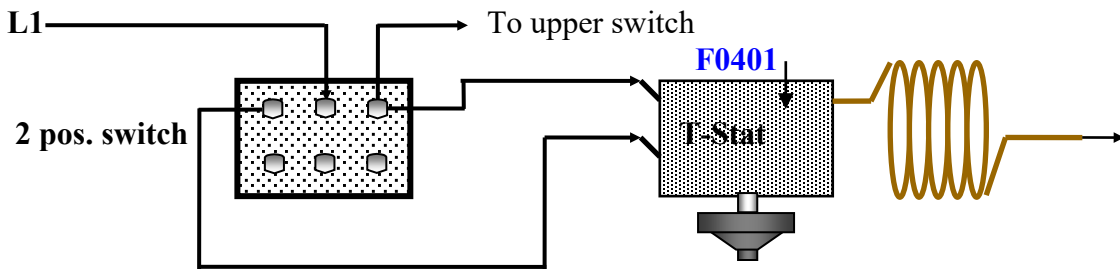 L1
To upper switch
F0401
2 pos. switch
T-Stat